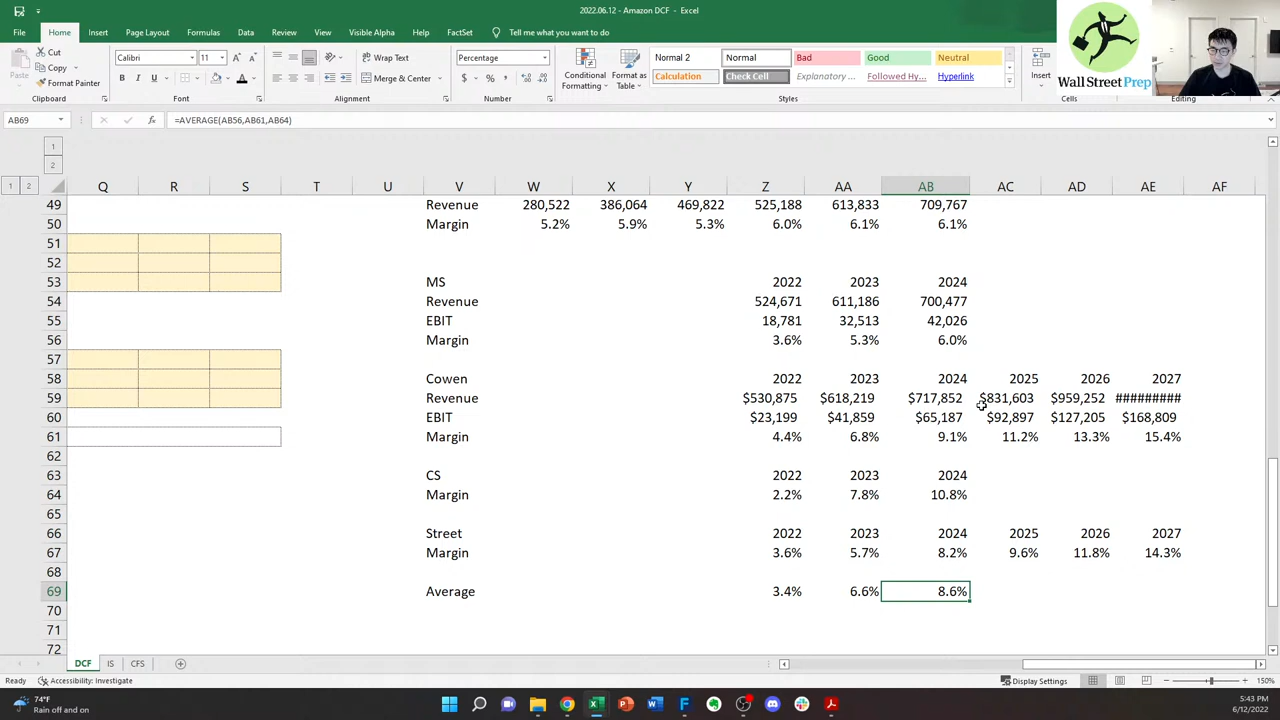 2022.06.12 - Amazon DCF - Excel
File Home Insert Page Layout Formulas Data Review View Visible Alpha Help FactSet Tell me what you want to do
Cut
Copy
Format Painter
Paste
Clipboard
Calibri 11
B I U
Font
Wrap Text
Merge & Center
Alignment
Percentage
$ % ,
Number
Conditional Formatting
Format as Table
Normal 2 Normal Bad Good Neutral
Calculation Check Cell Explanatory ... Followed Hy... Hyperlink
Styles
Insert
Cells
Editing
Wall Street Prep
AB69 fx =AVERAGE(AB56,AB61,AB64)
1
2
1 2
Q R S T U V W X Y Z AA AB AC AD AE AF
49 Revenue 280,522 386,064 469,822 525,188 613,833 709,767
50 Margin 5.2% 5.9% 5.3% 6.0% 6.1% 6.1%
51
52
53 MS 2022 2023 2024
54 Revenue 524,671 611,186 700,477
55 EBIT 18,781 32,513 42,026
56 Margin 3.6% 5.3% 6.0%
57
58 Cowen 2022 2023 2024 2025 2026 2027
59 Revenue $530,875 $618,219 $717,852 $831,603 $959,252 #########
60 EBIT $23,199 $41,859 $65,187 $92,897 $127,205 $168,809
61 Margin 4.4% 6.8% 9.1% 11.2% 13.3% 15.4%
62
63 CS 2022 2023 2024
64 Margin 2.2% 7.8% 10.8%
65
66 Street 2022 2023 2024 2025 2026 2027
67 Margin 3.6% 5.7% 8.2% 9.6% 11.8% 14.3%
68
69 Average 3.4% 6.6% 8.6%
70
71
72
DCF IS CFS
Ready Accessibility: Investigate Display Settings 150%
74°F
Rain off and on
5:43 PM
6/12/2022